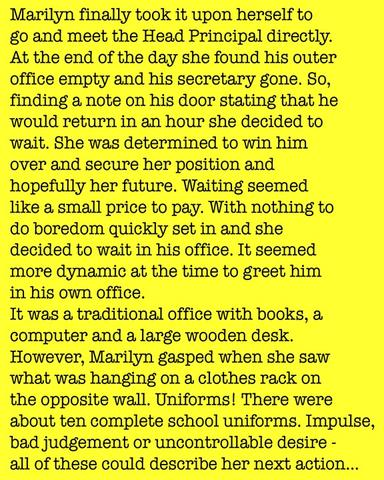 Marilyn finally took it upon herself to
go and meet the Head Principal directly.
At the end of the day she found his outer
office empty and his secretary gone. So,
finding a note on his door stating that he
would return in an hour she decided to
wait. She was determined to win him
over and secure her position and
hopefully her future. Waiting seemed
like a small price to pay. With nothing to
do boredom quickly set in and she
decided to wait in his office. It seemed
more dynamic at the time to greet him
in his own office.
It was a traditional office with books, a
computer and a large wooden desk.
However, Marilyn gasped when she saw
what was hanging on a clothes rack on
the opposite wall. Uniforms! There were
about ten complete school uniforms. Impulse,
bad judgement or uncontrollable desire -
all of these could describe her next action...